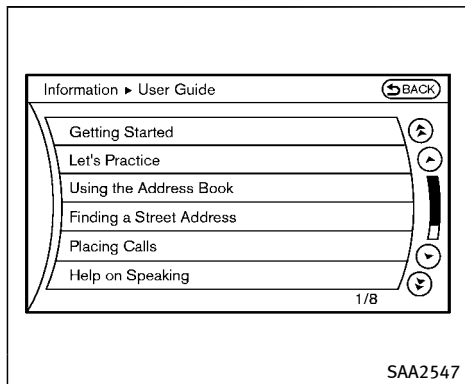 Information ▸ User Guide
BACK
Getting Started
Let's Practice
Using the Address Book
Finding a Street Address
Placing Calls
Help on Speaking
1/8
SAA2547